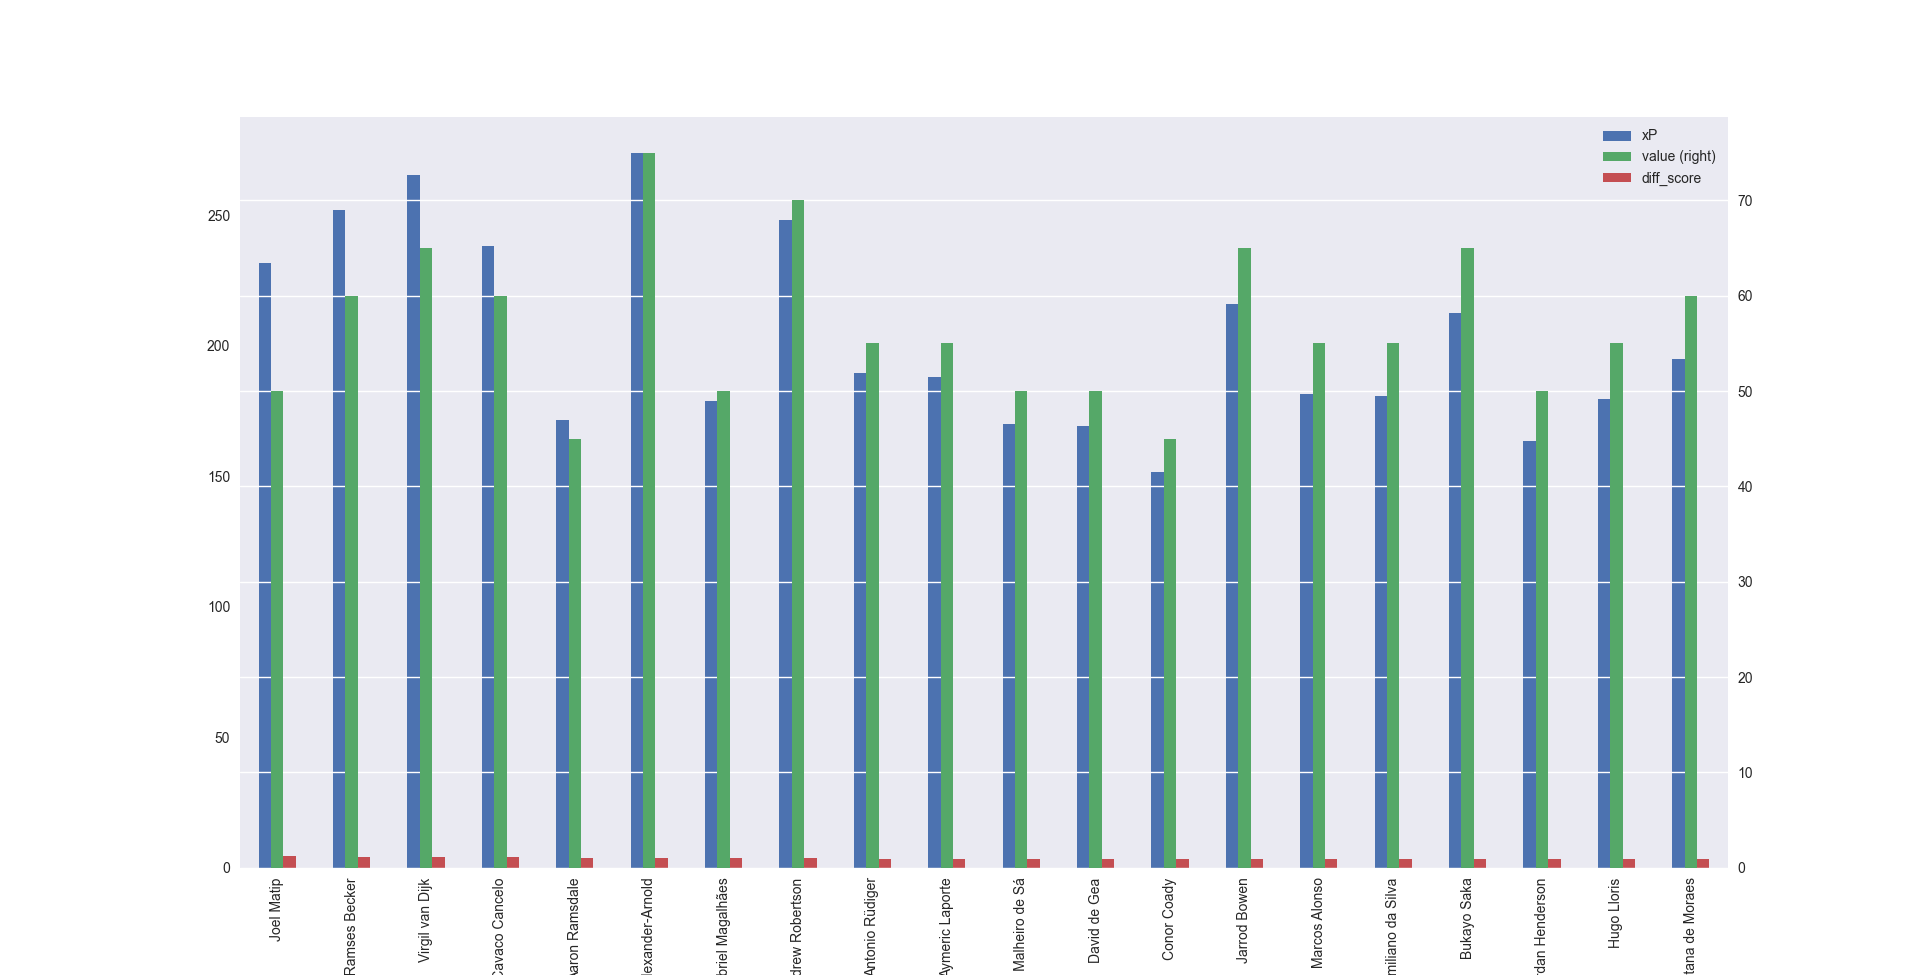 xP
value (right)
diff_score
250
200
150
100
50
0
70
60
50
40
30
20
10
0
Joel Matip
Ramses Becker
Virgil van Dijk
Cavaco Cancelo
Aaron Ramsdale
lexander-Arnold
briel Magalhães
drew Robertson
Antonio Rüdiger
Aymeric Laporte
Malheiro de Sá
David de Gea
Conor Coady
Jarrod Bowen
Marcos Alonso
miliano da Silva
Bukayo Saka
rdan Henderson
Hugo Lloris
tana de Moraes